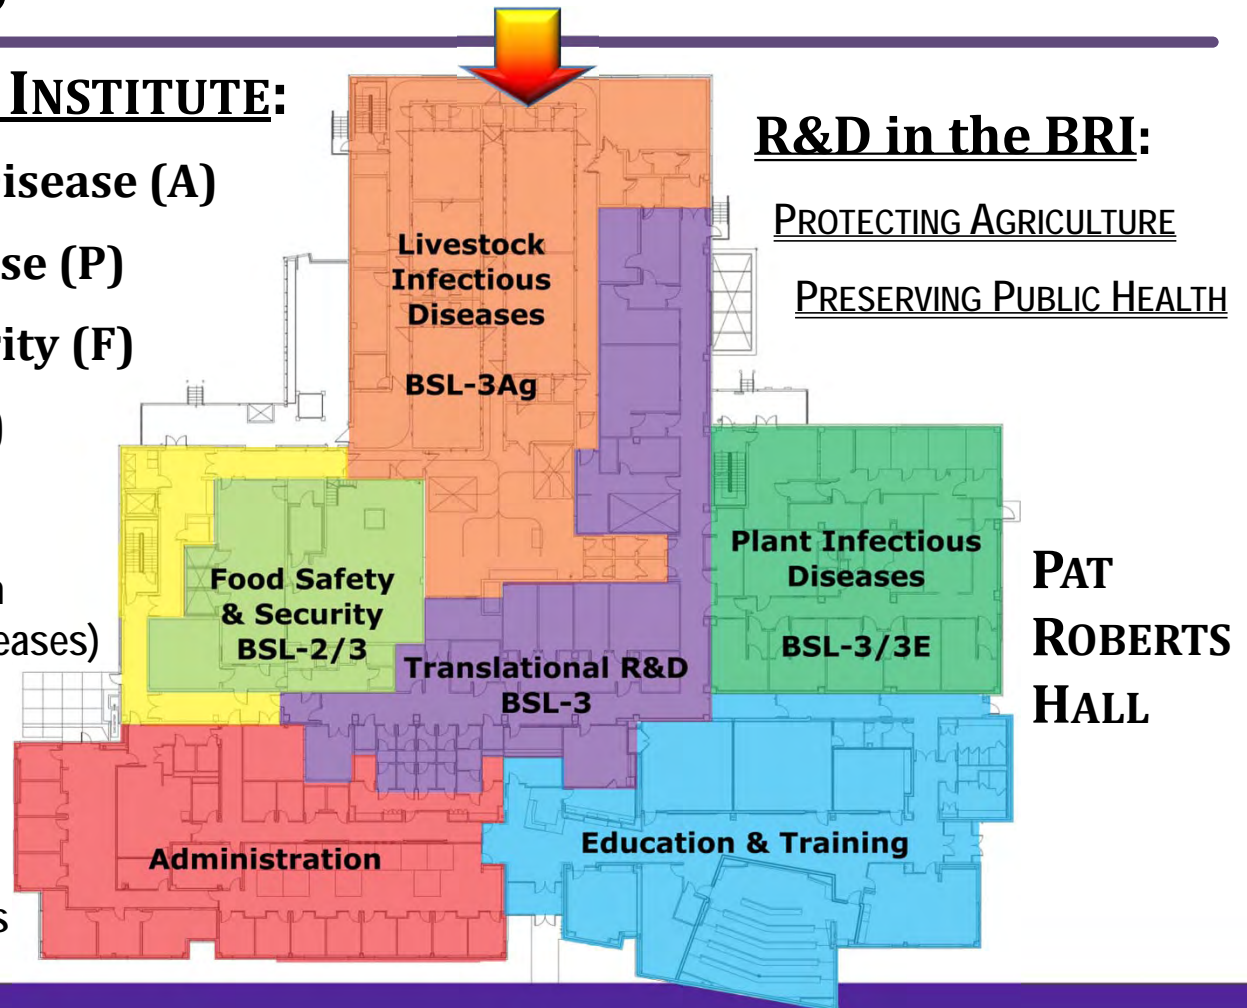 INSTITUTE:
isease (A)
se (P)
rity (F)
)
eases)
s
R&D in the BRI:
PROTECTING AGRICULTURE
PRESERVING PUBLIC HEALTH
Livestock
Infectious
Diseases
BSL-3Ag
Food Safety
& Security
BSL-2/3
Translational R&D
BSL-3
Plant Infectious
Diseases
BSL-3/3E
PAT
ROBERTS
HALL
Administration
Education & Training